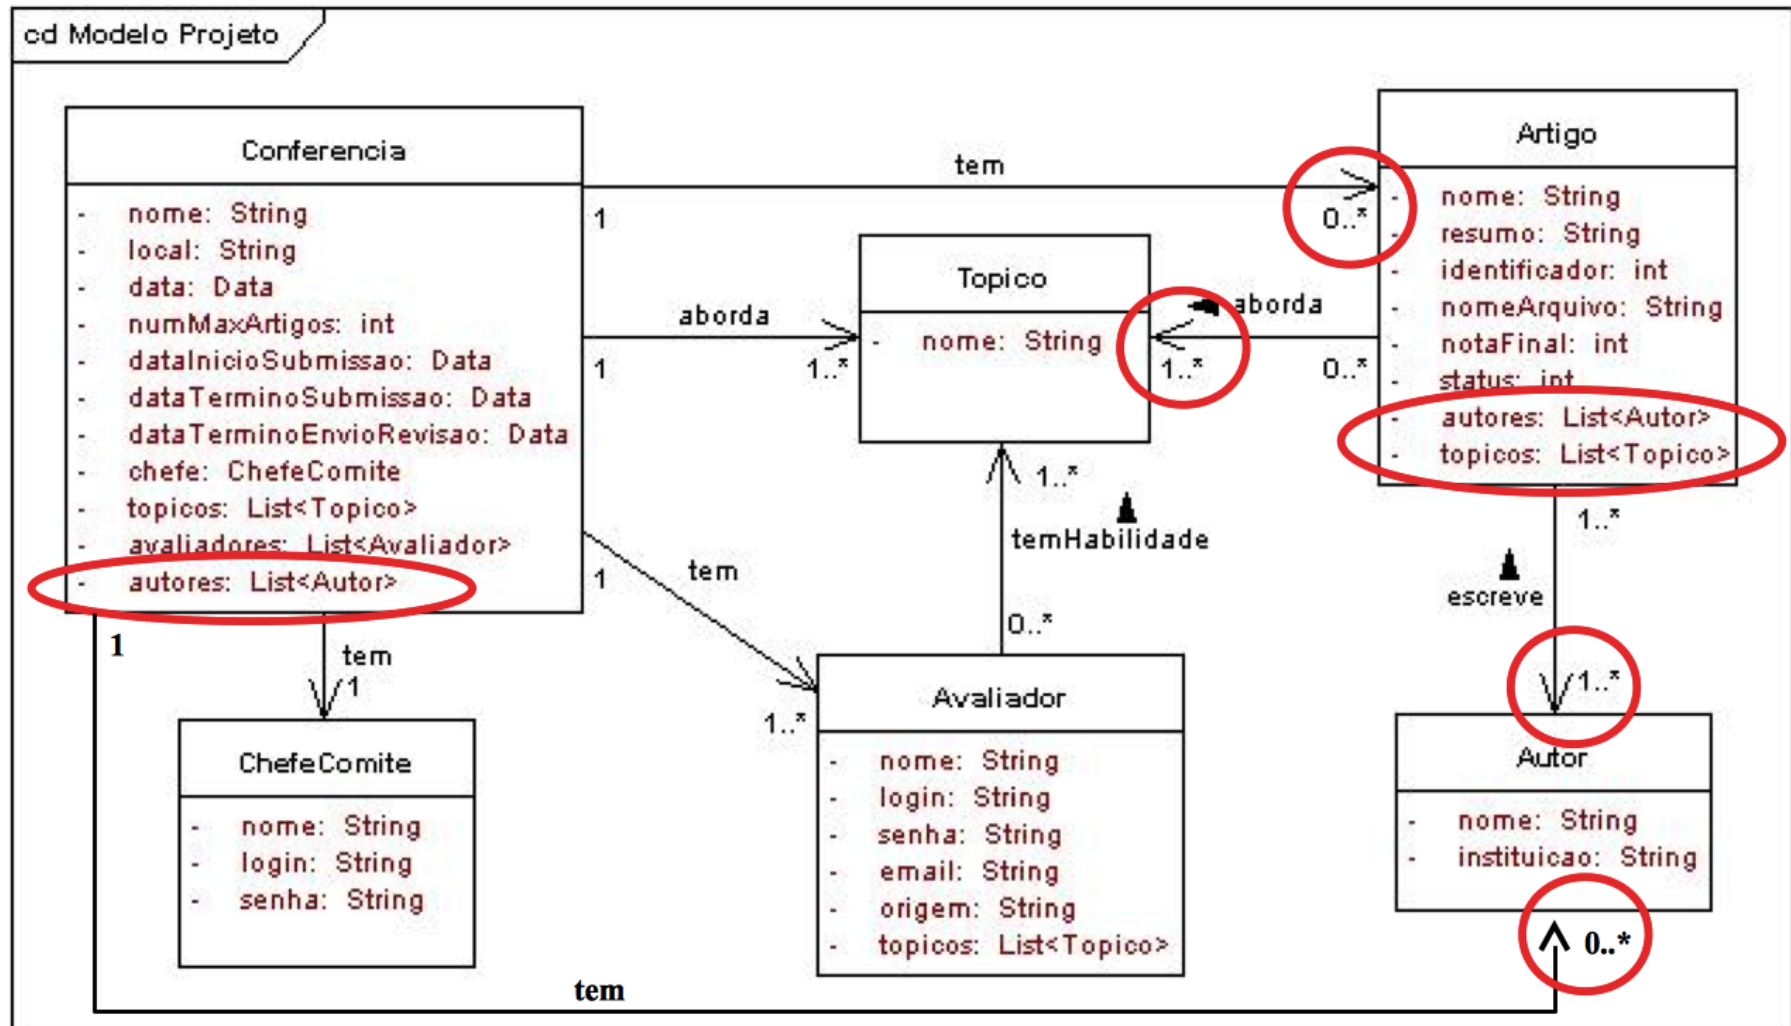 cd Modelo Projeto
Conferencia
- nome: String
- local: String
- data: Data
- numMaxArtigos: int
- dataInicioSubmissao: Data
- dataTerminoSubmissao: Data
- dataTerminoEnvioRevisao: Data
- chefe: ChefeComite
- topicos: List<Topico>
- avaliadores: List<Avaliador>
- autores: List<Autor>
tem
1
0..*
Artigo
- nome: String
- resumo: String
- identificador: int
- nomeArquivo: String
- notaFinal: int
- status: int
- autores: List<Autor>
- topicos: List<Topico>
aborda
1
1..*
Topico
- nome: String
aborda
1..*
0..*
1..*
temHabilidade
0..*
tem
1
1..*
1..*
escreve
1..*
1
tem
1
ChefeComite
- nome: String
- login: String
- senha: String
Avaliador
- nome: String
- login: String
- senha: String
- email: String
- origem: String
- topicos: List<Topico>
Autor
- nome: String
- instituicao: String
0..*
tem